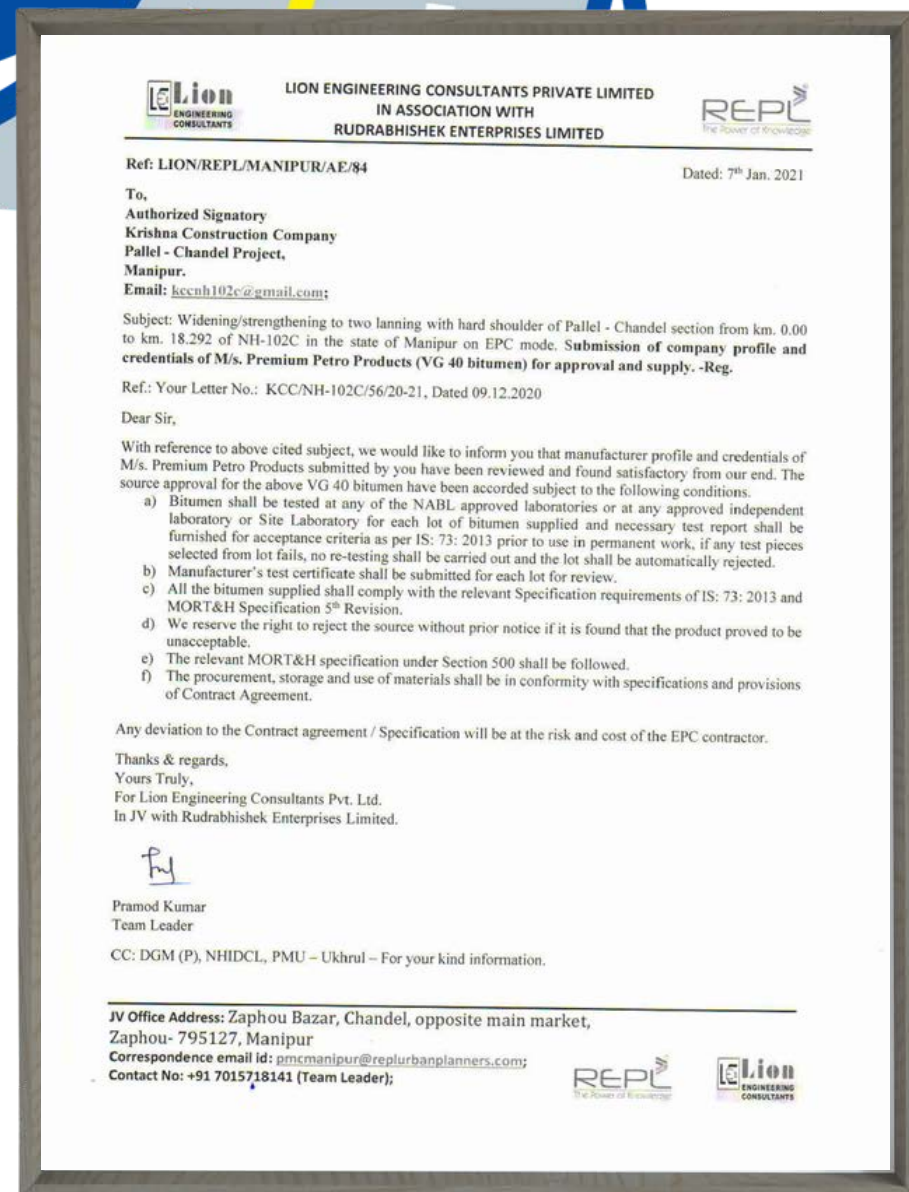 Lion
ENGINEERING
CONSULTANTS
LION ENGINEERING CONSULTANTS PRIVATE LIMITED
IN ASSOCIATION WITH
RUDRABHISHEK ENTERPRISES LIMITED
REPL
The Power of Knowledge
Ref: LION/REPL/MANIPUR/AE/84
Dated: 7th Jan. 2021
To,
Authorized Signatory
Krishna Construction Company
Pallel - Chandel Project,
Manipur.
Email: kccnh102c@gmail.com;
Subject: Widening/strengthening to two lanning with hard shoulder of Pallel - Chandel section from km. 0.00
to km. 18.292 of NH-102C in the state of Manipur on EPC mode. Submission of company profile and
credentials of M/s. Premium Petro Products (VG 40 bitumen) for approval and supply. -Reg.
Ref.: Your Letter No.: KCC/NH-102C/56/20-21, Dated 09.12.2020
Dear Sir,
With reference to above cited subject, we would like to inform you that manufacturer profile and credentials of
M/s. Premium Petro Products submitted by you have been reviewed and found satisfactory from our end. The
source approval for the above VG 40 bitumen have been accorded subject to the following conditions.
a) Bitumen shall be tested at any of the NABL approved laboratories or at any approved independent
laboratory or Site Laboratory for each lot of bitumen supplied and necessary test report shall be
furnished for acceptance criteria as per IS: 73: 2013 prior to use in permanent work, if any test pieces
selected from lot fails, no re-testing shall be carried out and the lot shall be automatically rejected.
b) Manufacturer's test certificate shall be submitted for each lot for review.
c) All the bitumen supplied shall comply with the relevant Specification requirements of IS: 73: 2013 and
MORT&H Specification 5th Revision.
d) We reserve the right to reject the source without prior notice if it is found that the product proved to be
unacceptable.
e) The relevant MORT&H specification under Section 500 shall be followed.
f) The procurement, storage and use of materials shall be in conformity with specifications and provisions
of Contract Agreement.
Any deviation to the Contract agreement / Specification will be at the risk and cost of the EPC contractor.
Thanks & regards,
Yours Truly,
For Lion Engineering Consultants Pvt. Ltd.
In JV with Rudrabhishek Enterprises Limited.
Pramod Kumar
Team Leader
CC: DGM (P), NHIDCL, PMU – Ukhrul – For your kind information.
JV Office Address: Zaphou Bazar, Chandel, opposite main market,
Zaphou- 795127, Manipur
Correspondence email id: pmcmanipur@replurbanplanners.com;
Contact No: +91 7015718141 (Team Leader);
REPL
The Power of Knowledge
Lion
ENGINEERING
CONSULTANTS